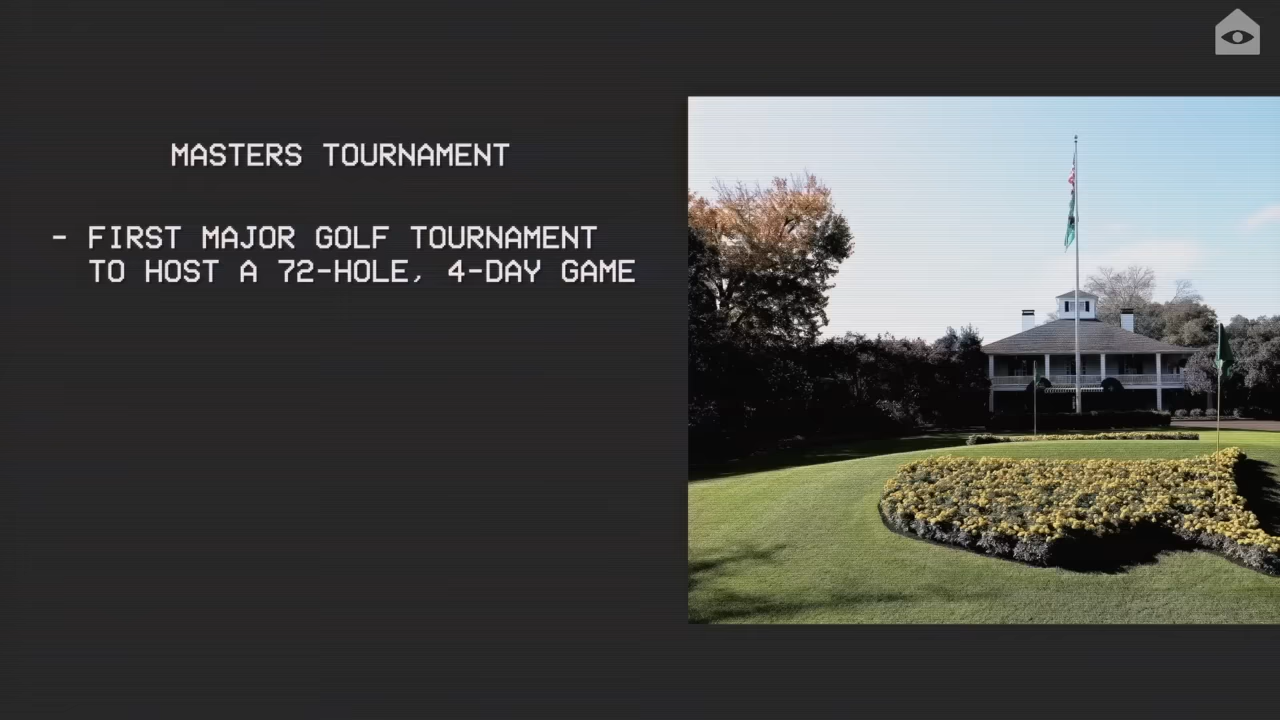 MASTERS TOURNAMENT
- FIRST MAJOR GOLF TOURNAMENT
TO HOST A 72-HOLE, 4-DAY GAME